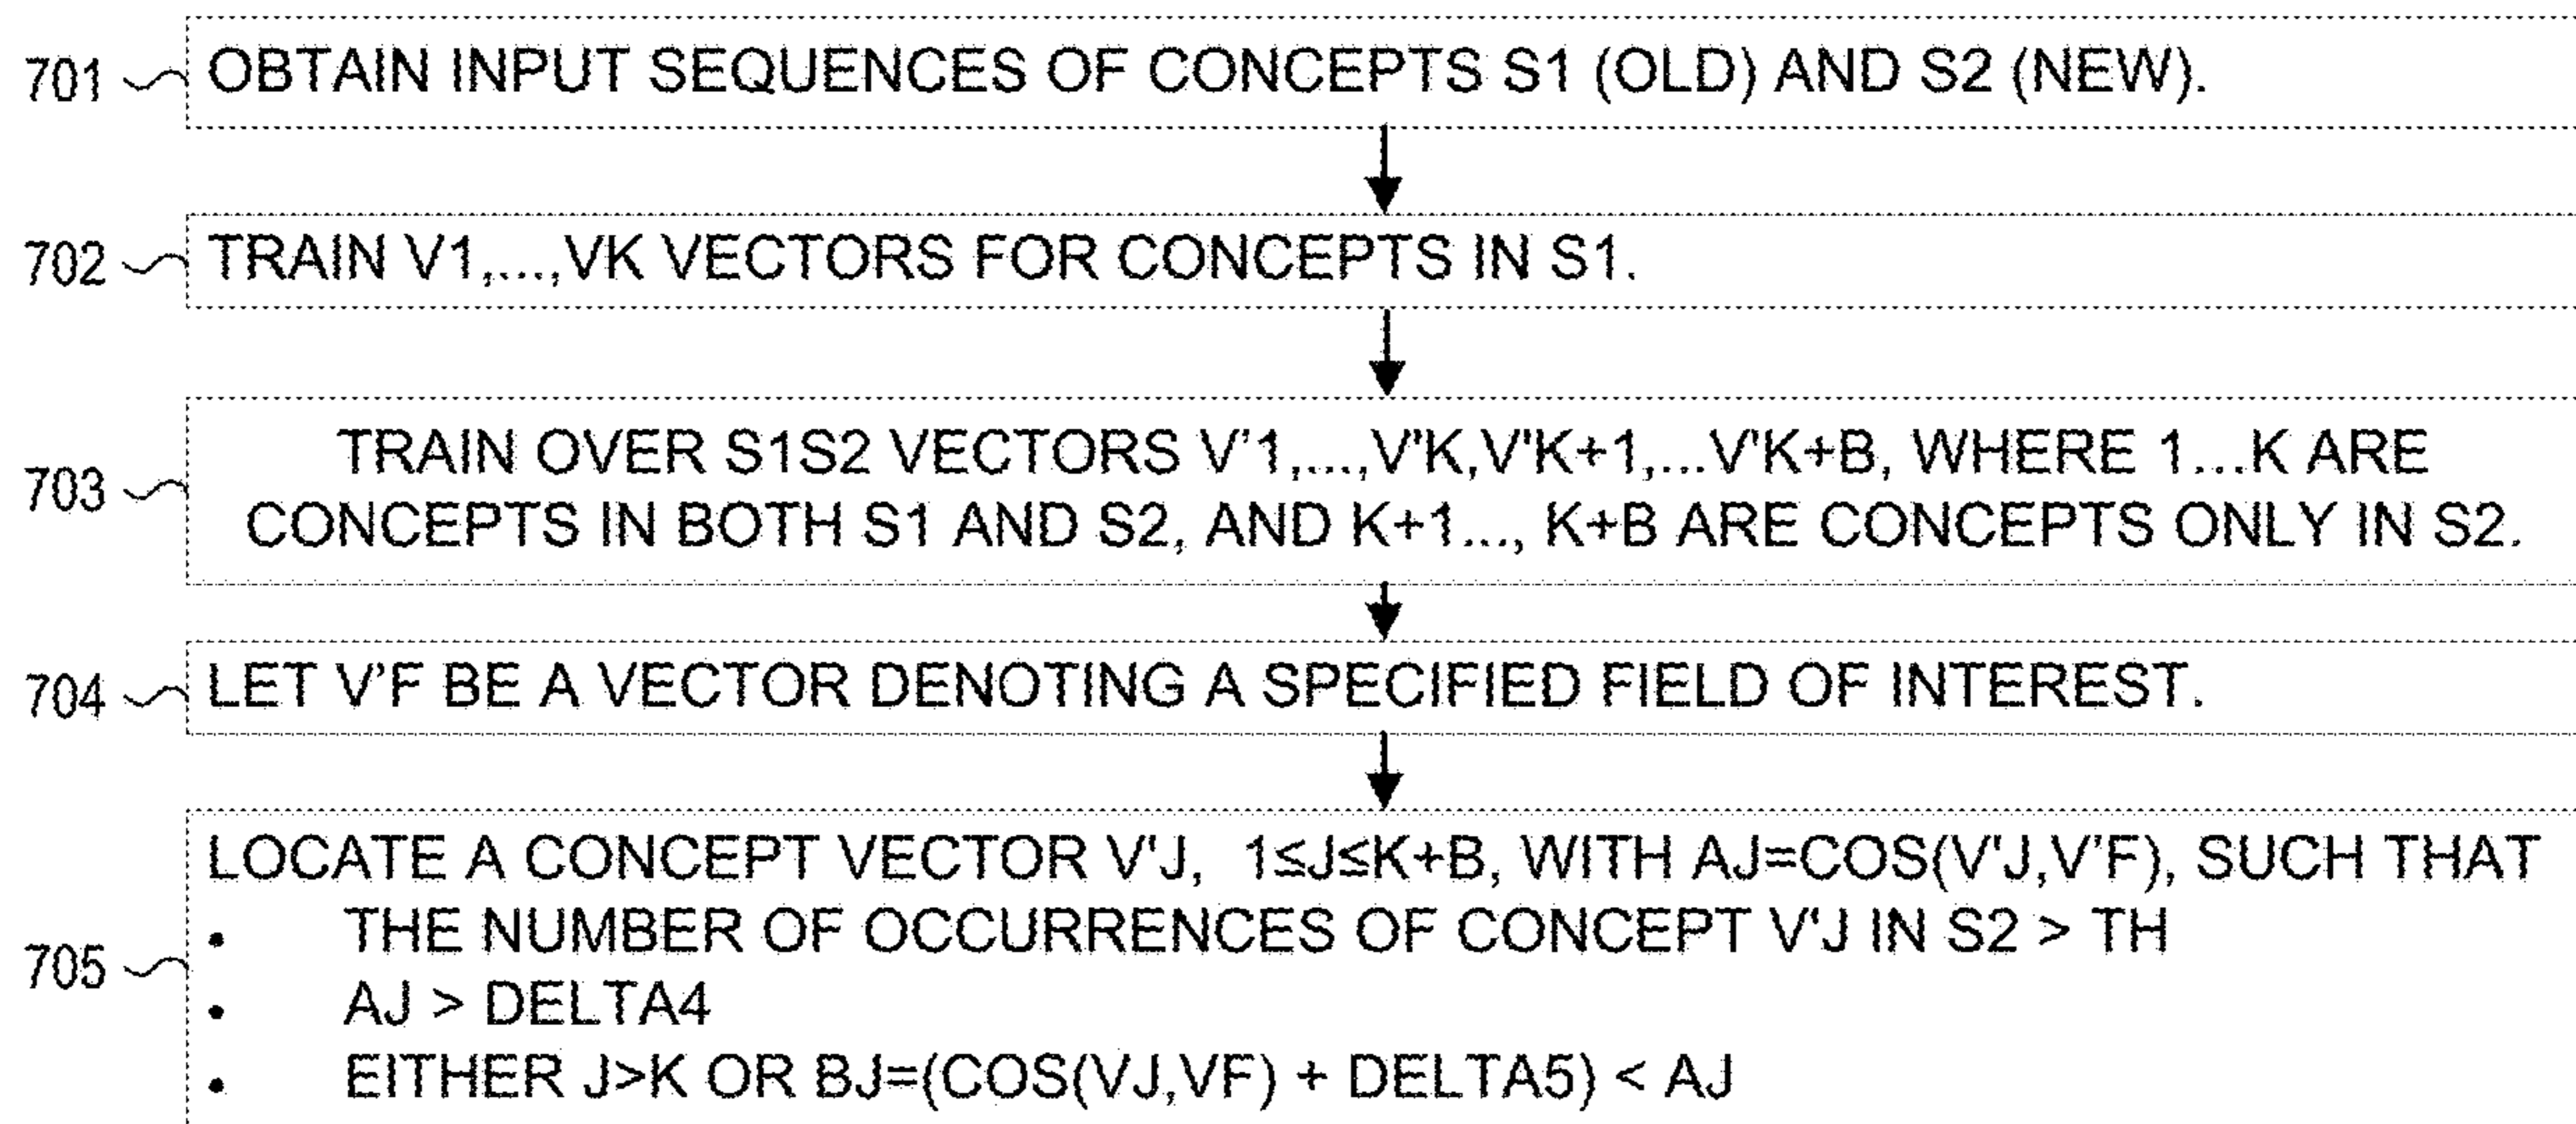 701 OBTAIN INPUT SEQUENCES OF CONCEPTS S1 (OLD) AND S2 (NEW).
702 TRAIN V1,...,VK VECTORS FOR CONCEPTS IN S1.
TRAIN OVER S1S2 VECTORS V'1,...,V'K,V'K+1,...V'K+B, WHERE 1...K ARE
703 CONCEPTS IN BOTH S1 AND S2, AND K+1..., K+B ARE CONCEPTS ONLY IN S2.
704 LET V'F BE A VECTOR DENOTING A SPECIFIED FIELD OF INTEREST.
LOCATE A CONCEPT VECTOR V'J, 1≦J≦K+B, WITH AJ=COS(V'J,V'F), SUCH THAT
• THE NUMBER OF OCCURRENCES OF CONCEPT V'J IN S2 > TH
705
• AJ > DELTA4
• EITHER J>K OR BJ=(COS(VJ,VF) + DELTA5) < AJ